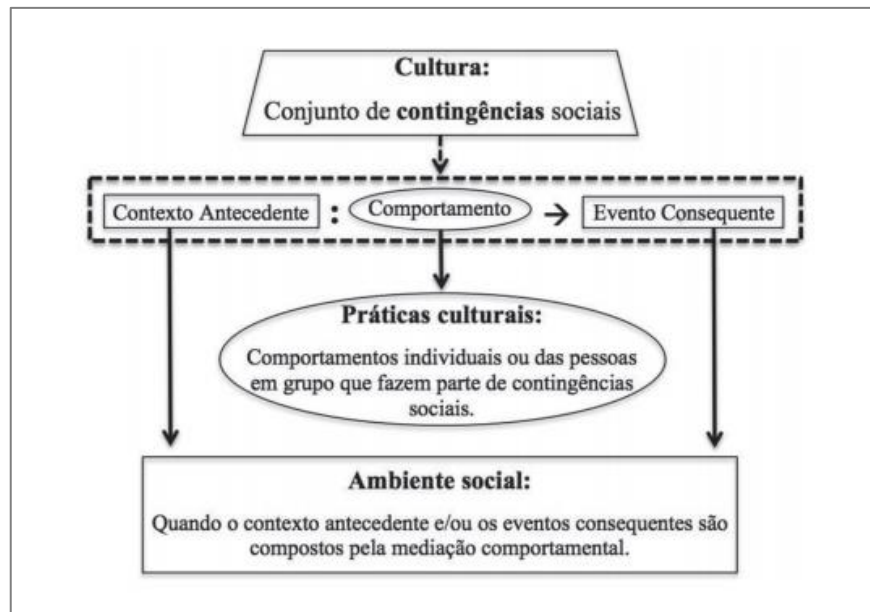 Cultura:
Conjunto de contingências sociais
Contexto Antecedente : Comportamento → Evento Consequente
Práticas culturais:
Comportamentos individuais ou das pessoas
em grupo que fazem parte de contingências
sociais.
Ambiente social:
Quando o contexto antecedente e/ou os eventos consequentes são
compostos pela mediação comportamental.